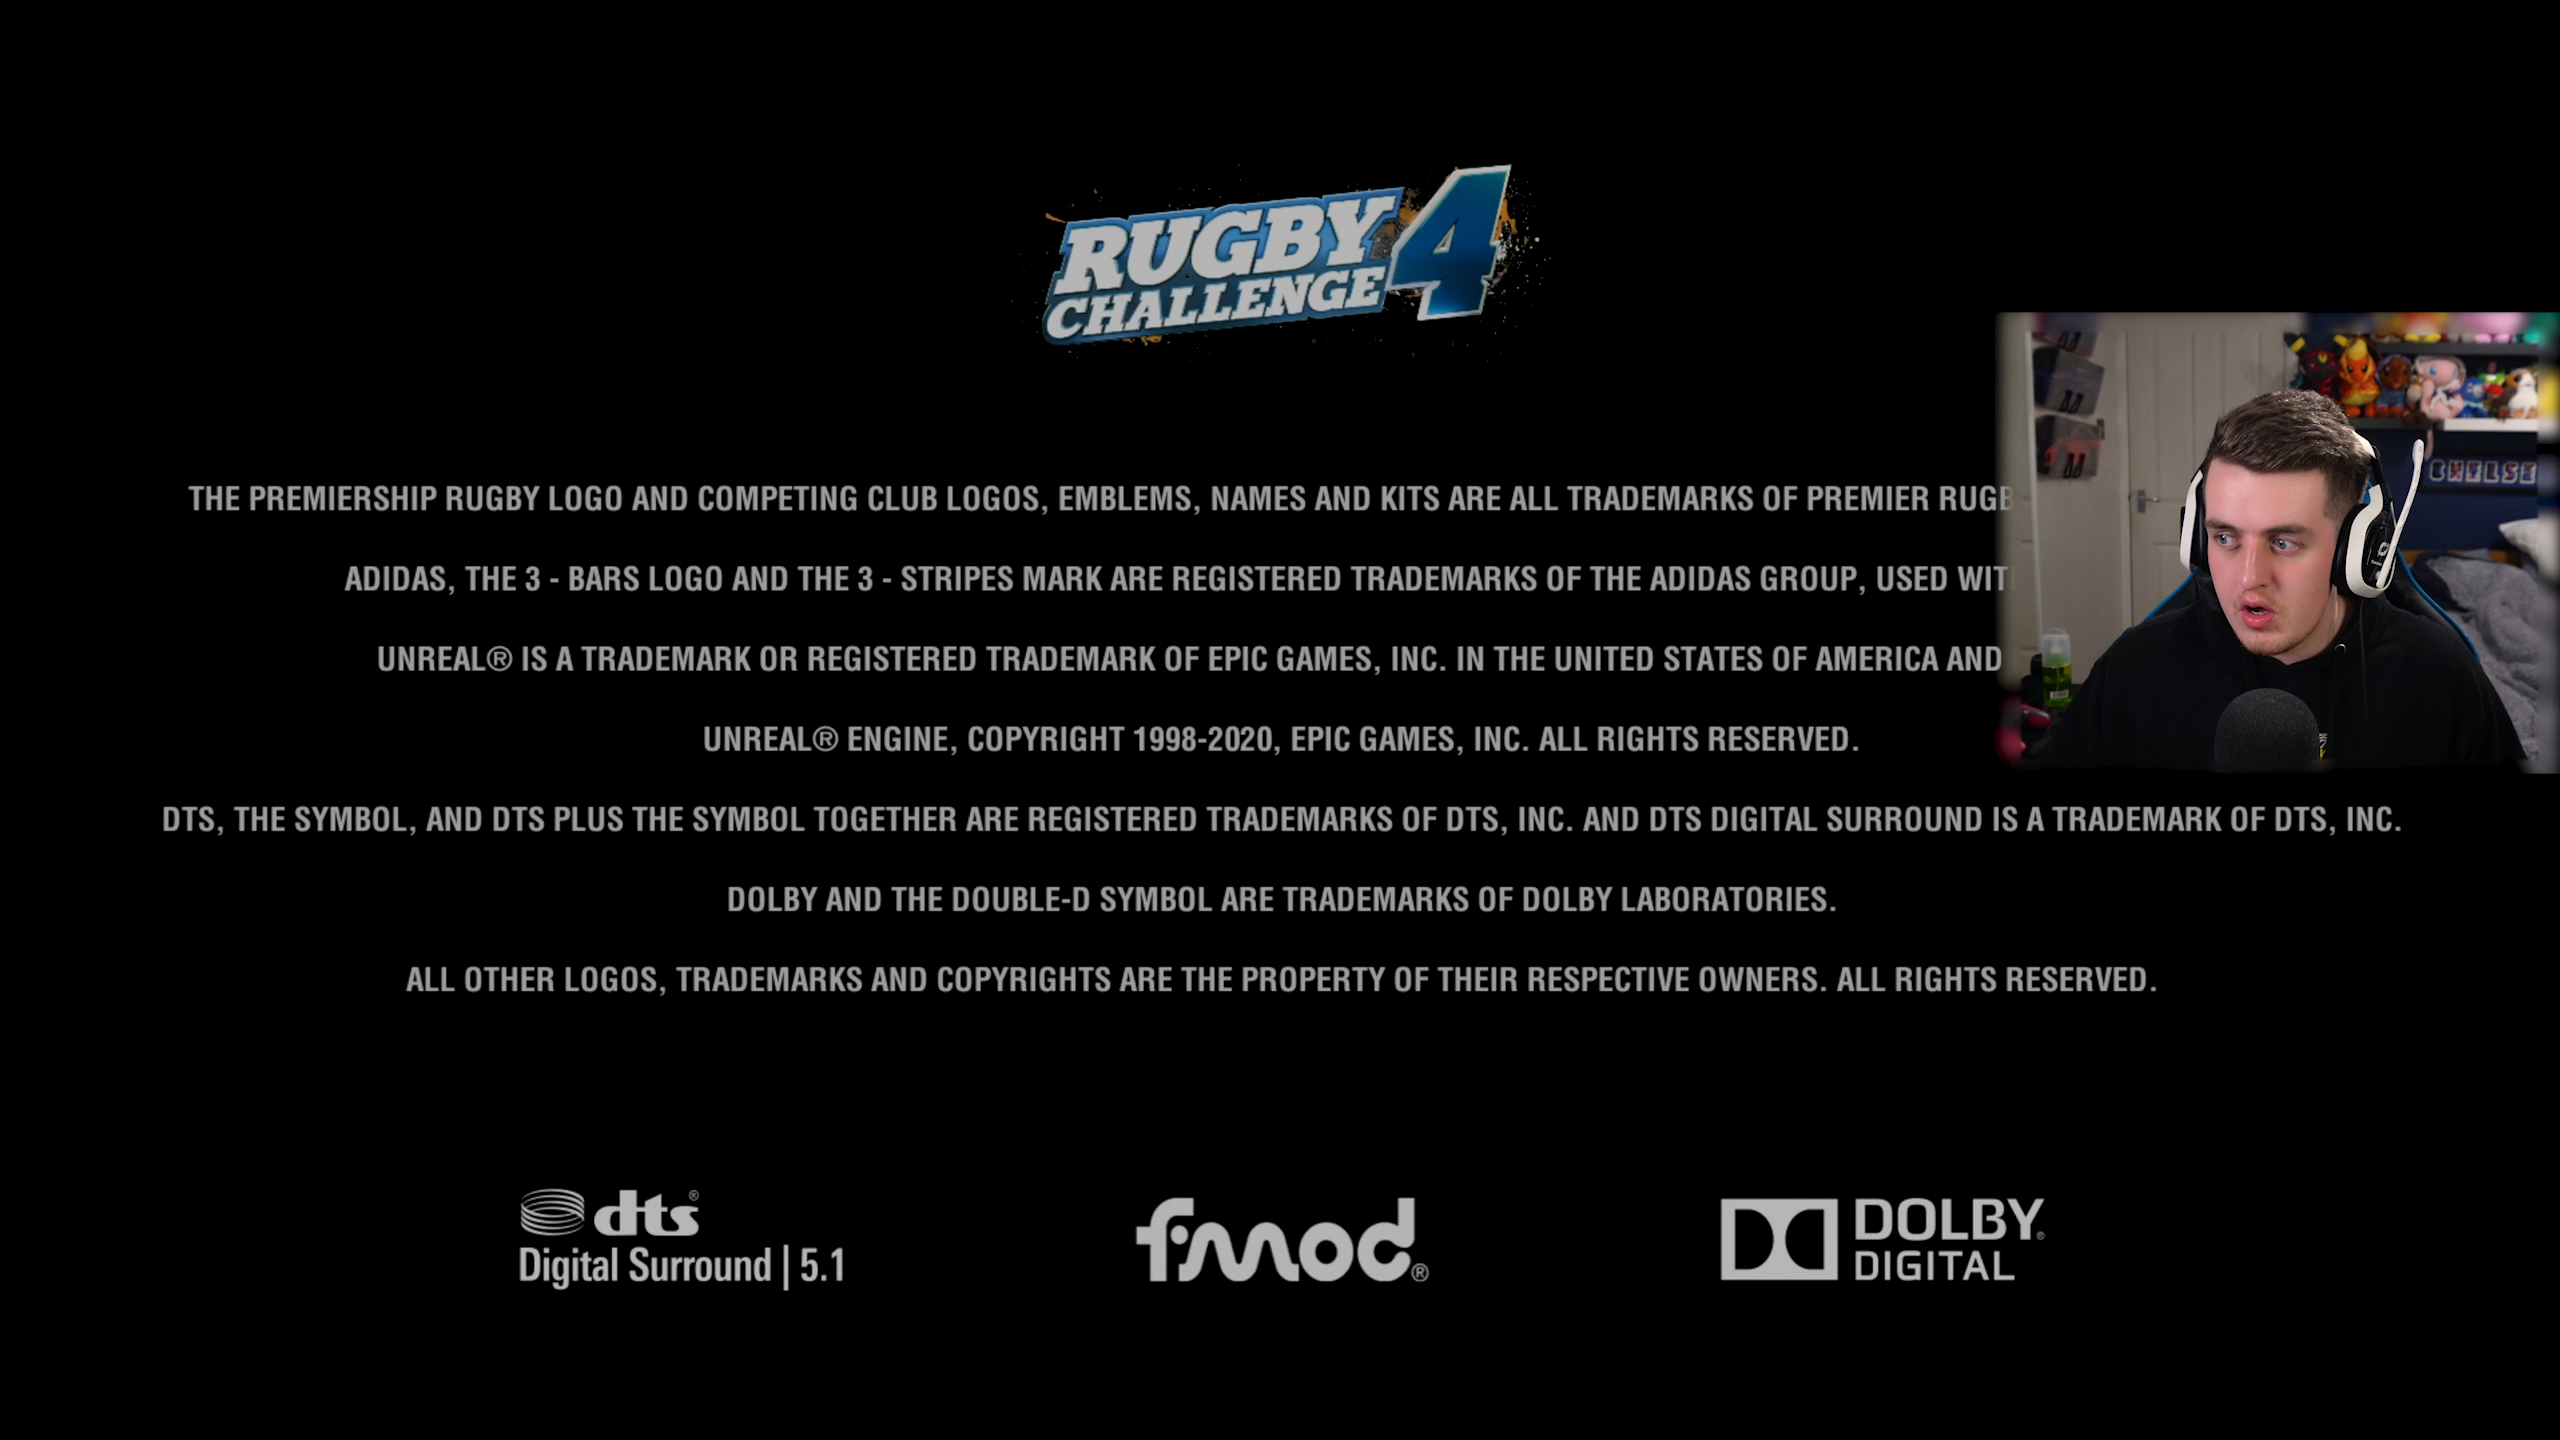 RUGBY
CHALLENGE 4
THE PREMIERSHIP RUGBY LOGO AND COMPETING CLUB LOGOS, EMBLEMS, NAMES AND KITS ARE ALL TRADEMARKS OF PREMIER
ADIDAS, THE 3 - BARS LOGO AND THE 3 - STRIPES MARK ARE REGISTERED TRADEMARKS OF THE ADIDAS GROUP, USED
UNREAL® IS A TRADEMARK OR REGISTERED TRADEMARK OF EPIC GAMES, INC. IN THE UNITED STATES OF AMERICA AND
UNREAL® ENGINE, COPYRIGHT 1998-2020, EPIC GAMES, INC. ALL RIGHTS RESERVED.
DTS, THE SYMBOL, AND DTS PLUS THE SYMBOL TOGETHER ARE REGISTERED TRADEMARKS OF DTS, INC. AND DTS DIGITAL SURROUND IS A TRADEMARK OF DTS, INC.
DOLBY AND THE DOUBLE-D SYMBOL ARE TRADEMARKS OF DOLBY LABORATORIES.
ALL OTHER LOGOS, TRADEMARKS AND COPYRIGHTS ARE THE PROPERTY OF THEIR RESPECTIVE OWNERS. ALL RIGHTS RESERVED.
dts®
Digital Surround | 5.1
fmod®
DOLBY®
DIGITAL